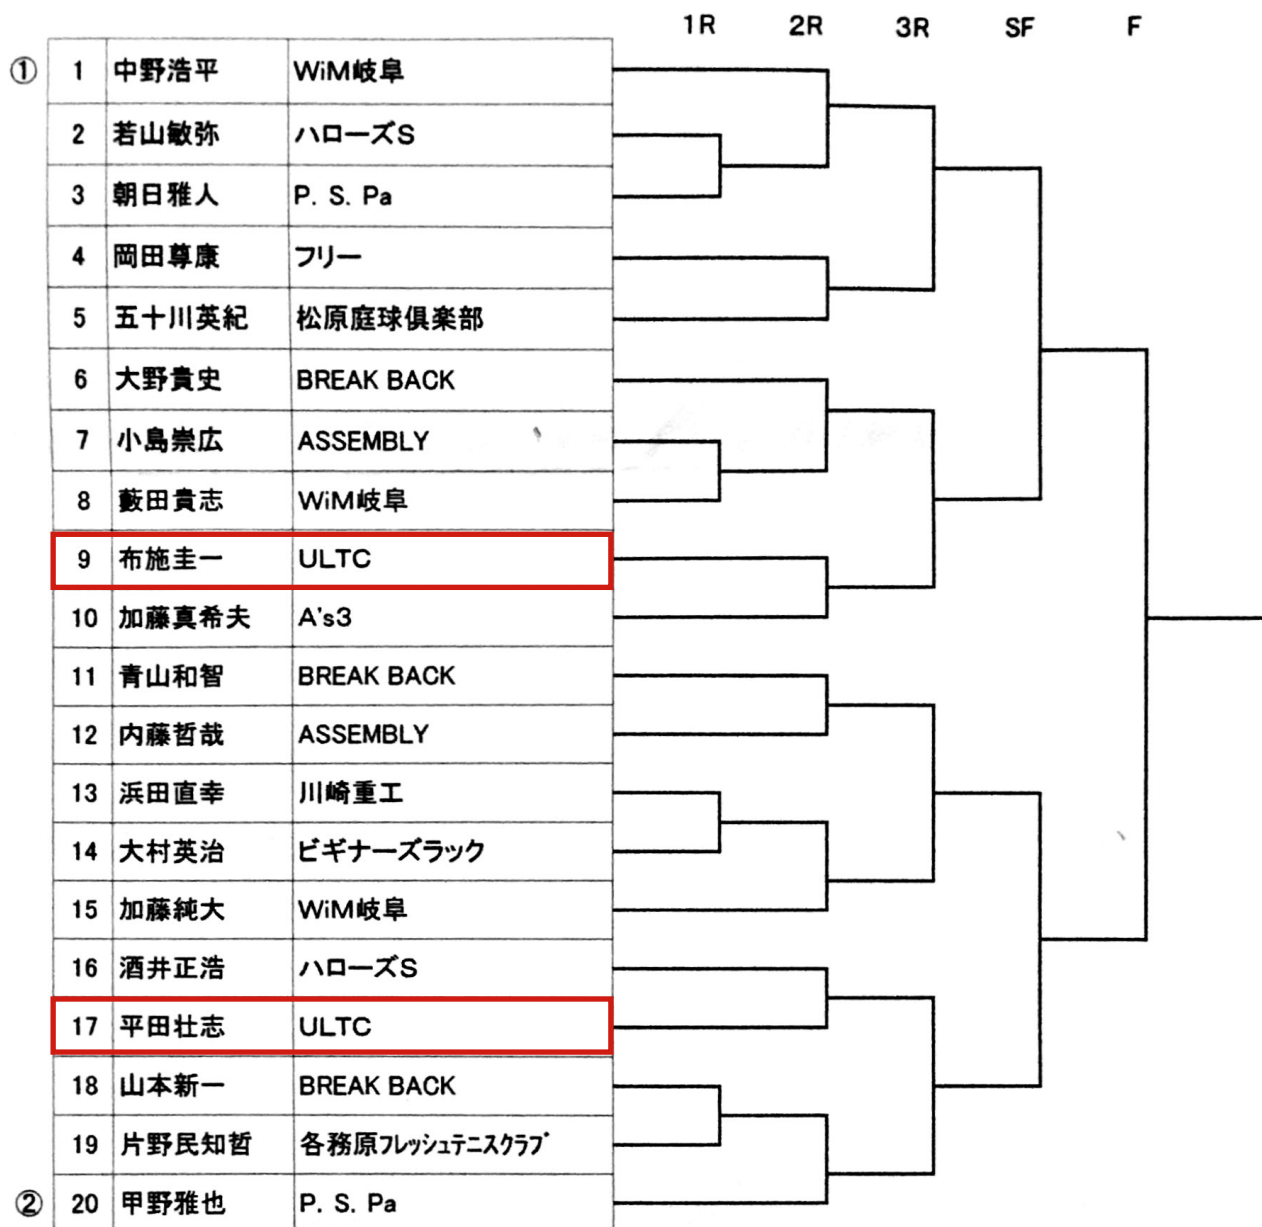 1R 2R 3R SF F
① 1 中野浩平 WiM岐阜
2 若山敏弥 ハローズS
3 朝日雅人 P. S. Pa
4 岡田尊康 フリー
5 五十川英紀 松原庭球倶楽部
6 大野貴史 BREAK BACK
7 小島崇広 ASSEMBLY
8 藪田貴志 WiM岐阜
9 布施圭一 ULTC
10 加藤真希夫 A's3
11 青山和智 BREAK BACK
12 内藤哲哉 ASSEMBLY
13 浜田直幸 川崎重工
14 大村英治 ビギナーズラック
15 加藤純大 WiM岐阜
16 酒井正浩 ハローズS
17 平田壮志 ULTC
18 山本新一 BREAK BACK
19 片野民知哲 各務原フレッシュテニスクラブ
② 20 甲野雅也 P. S. Pa